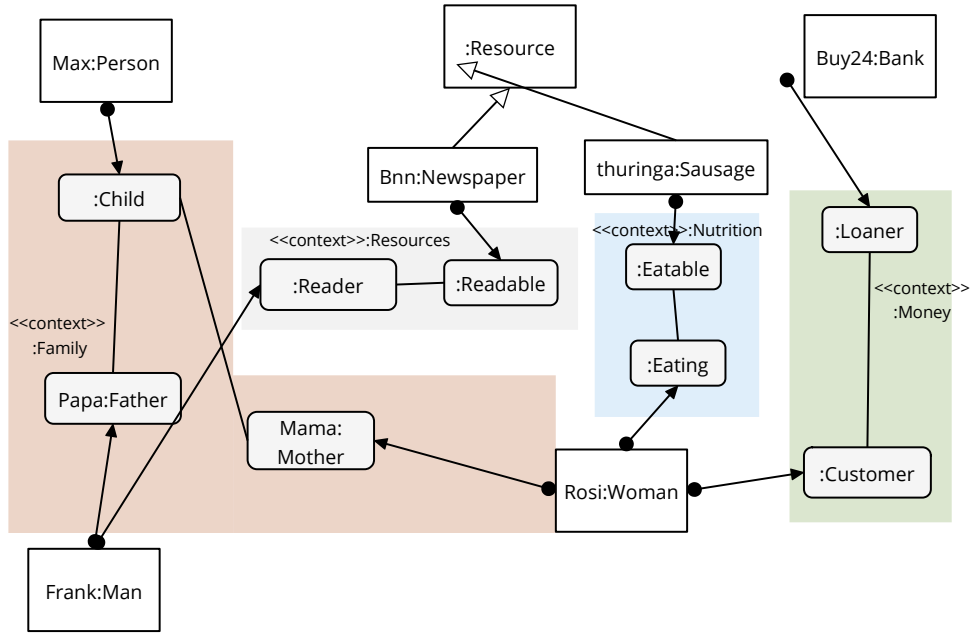 Max:Person
:Resource
Buy24:Bank
Bnn:Newspaper
thuringa:Sausage
:Child
<<context>>:Resources
<<context>>:Nutrition
:Loaner
:Reader
:Readable
:Eatable
<<context>>
:Money
<<context>>
:Family
:Eating
Papa:Father
Mama:
Mother
Rosi:Woman
:Customer
Frank:Man